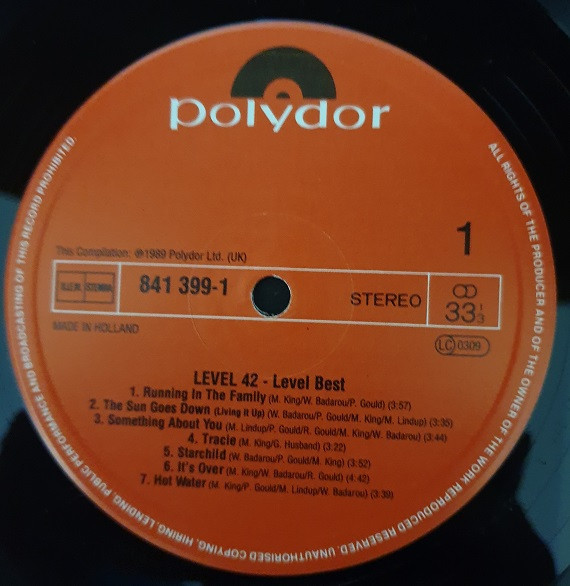 polydor
1
This Compilation: ℗1989 Polydor Ltd. (UK)
B.I.E.M. STEMRA
841 399-1
STEREO
33 1/3
MADE IN HOLLAND
LC 0309
LEVEL 42 - Level Best
1. Running In The Family (M. King/W. Badarou/P. Gould) (3:57)
2. The Sun Goes Down (Living It Up) (W. Badarou/P. Gould/M. King/M. Lindup) (3:35)
3. Something About You (M. Lindup/P. Gould/R. Gould/M. King/W. Badarou) (3:44)
4. Tracie (M. King/G. Husband) (3:22)
5. Starchild (W. Badarou/P. Gould/M. King) (3:52)
6. It's Over (M. King/W. Badarou/R. Gould) (4:42)
7. Hot Water (M. King/P. Gould/M. Lindup/W. Badarou) (3:39)
ALL RIGHTS OF THE PRODUCER AND OF THE OWNER OF THE WORK REPRODUCED RESERVED. UNAUTHORISED COPYING, HIRING, LENDING, PUBLIC PERFORMANCE AND BROADCASTING OF THIS RECORD PROHIBITED